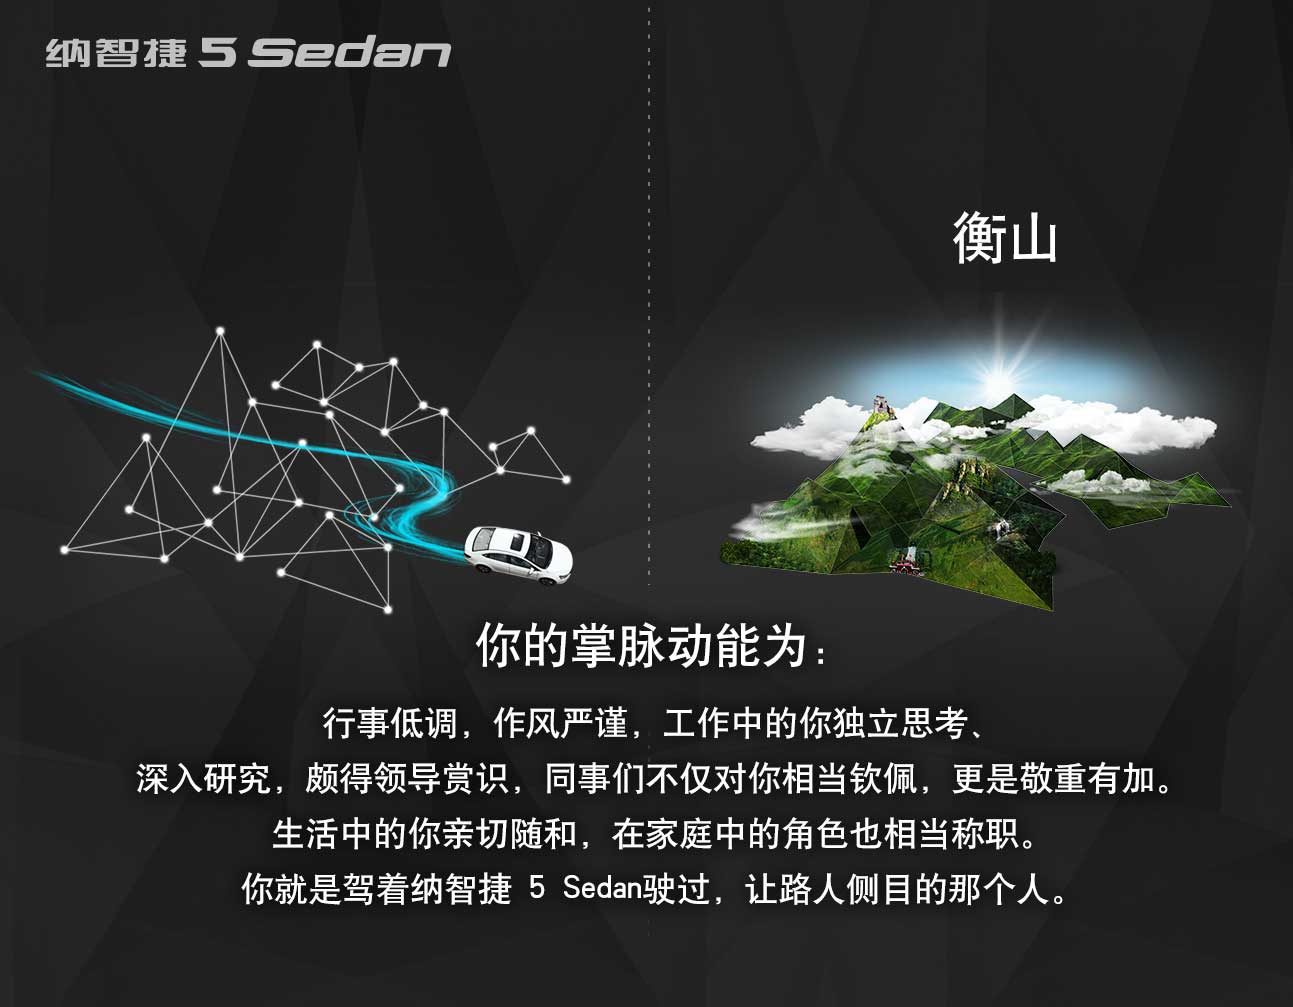 纳智捷 5 Sedan
衡山
你的掌脉动能为：
行事低调，作风严谨，工作中的你独立思考、
深入研究，颇得领导赏识，同事们不仅对你相当钦佩，更是敬重有加。
生活中的你亲切随和，在家庭中的角色也相当称职。
你就是驾着纳智捷 5 Sedan驶过，让路人侧目的那个人。